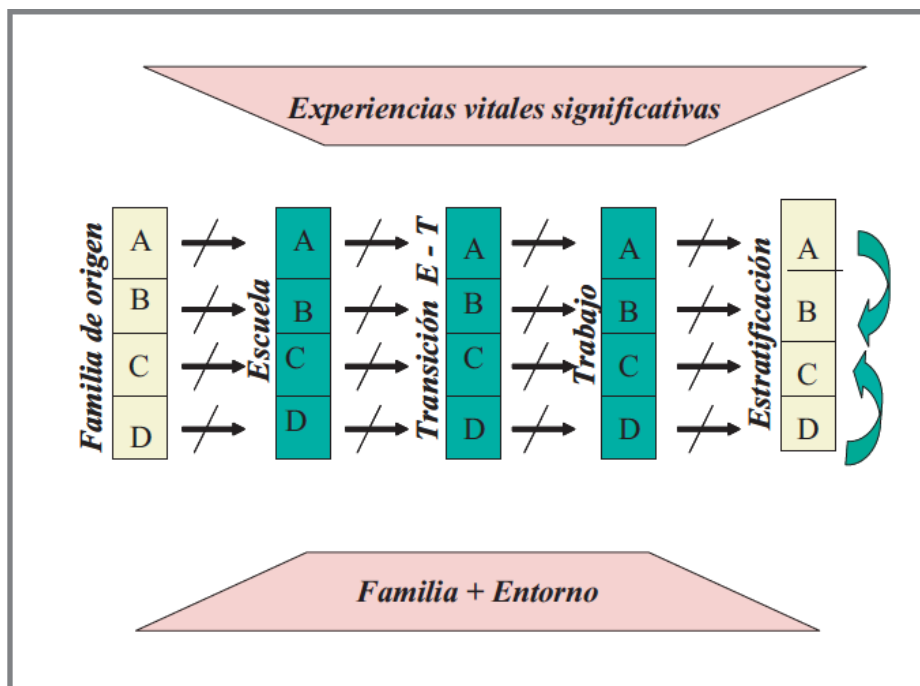 Experiencias vitales significativas
Familia de origen
A
B
C
D
Escuela
A
B
C
D
Transición E - T
A
B
C
D
Trabajo
A
B
C
D
Estratificación
A
B
C
D
Familia + Entorno